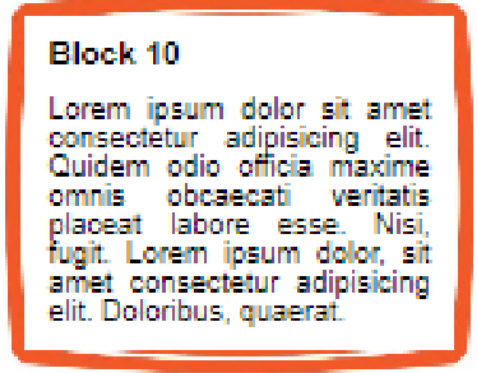 Block 10
Lorem ipsum dolor sit amet
consectetur adipisicing elit.
Quidem odio officia maxime
omnis obcaecati veritatis
placeat labore esse. Nisi,
fugit. Lorem ipsum dolor, sit
amet consectetur adipisicing
elit. Doloribus, quaerat.